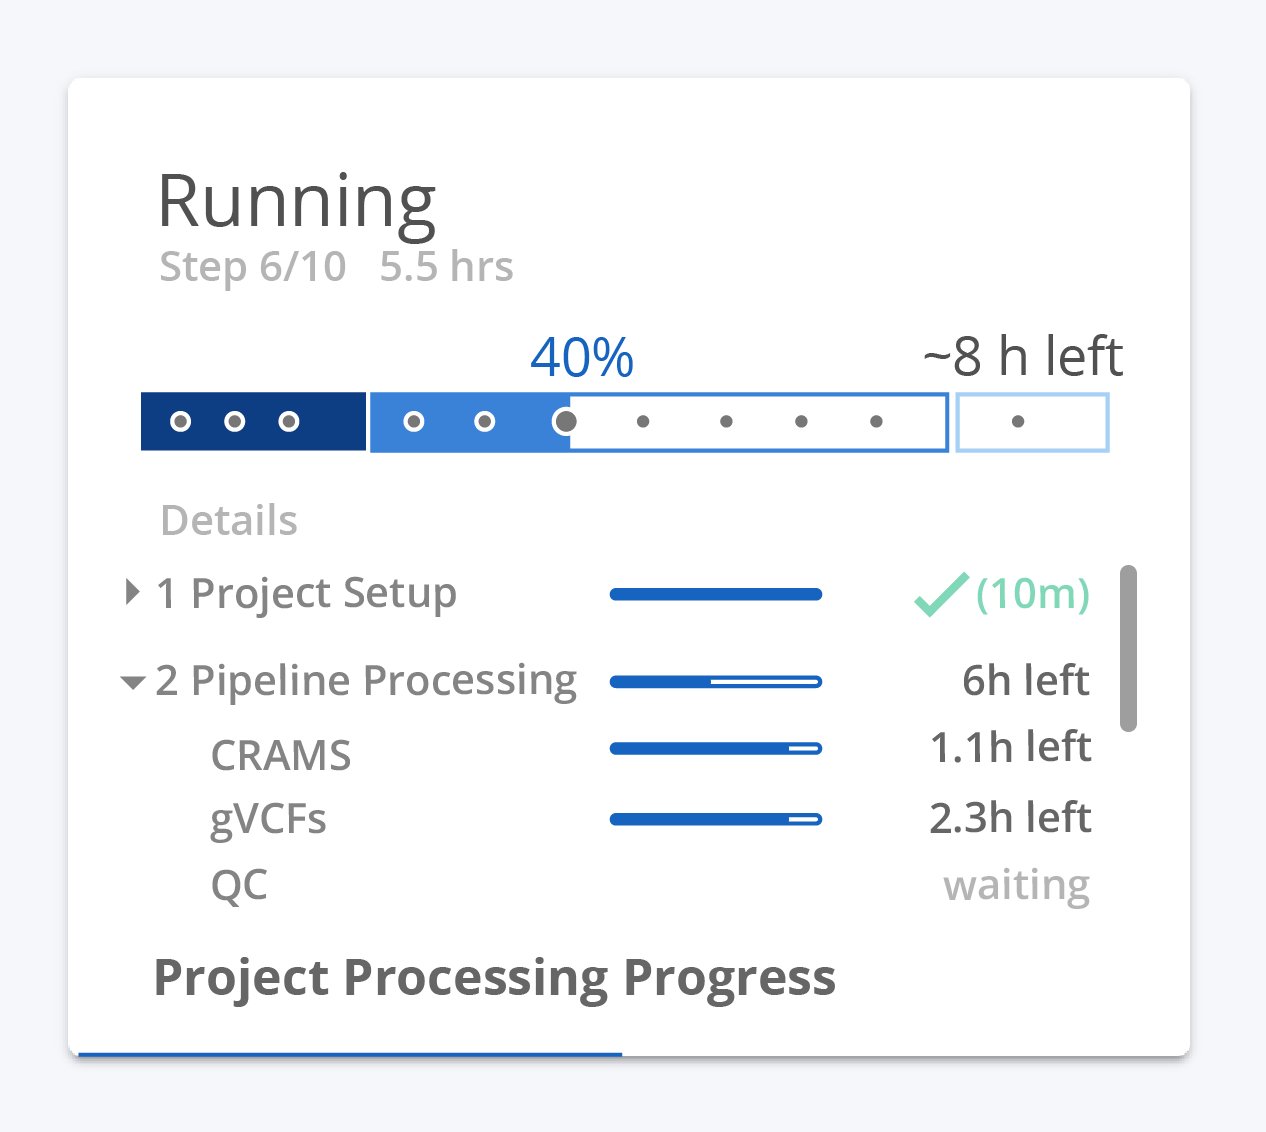 Running
Step 6/10 5.5 hrs
40% ~8 h left
Details
1 Project Setup (10m)
2 Pipeline Processing 6h left
CRAMS 1.1h left
gVCFs 2.3h left
QC waiting
Project Processing Progress